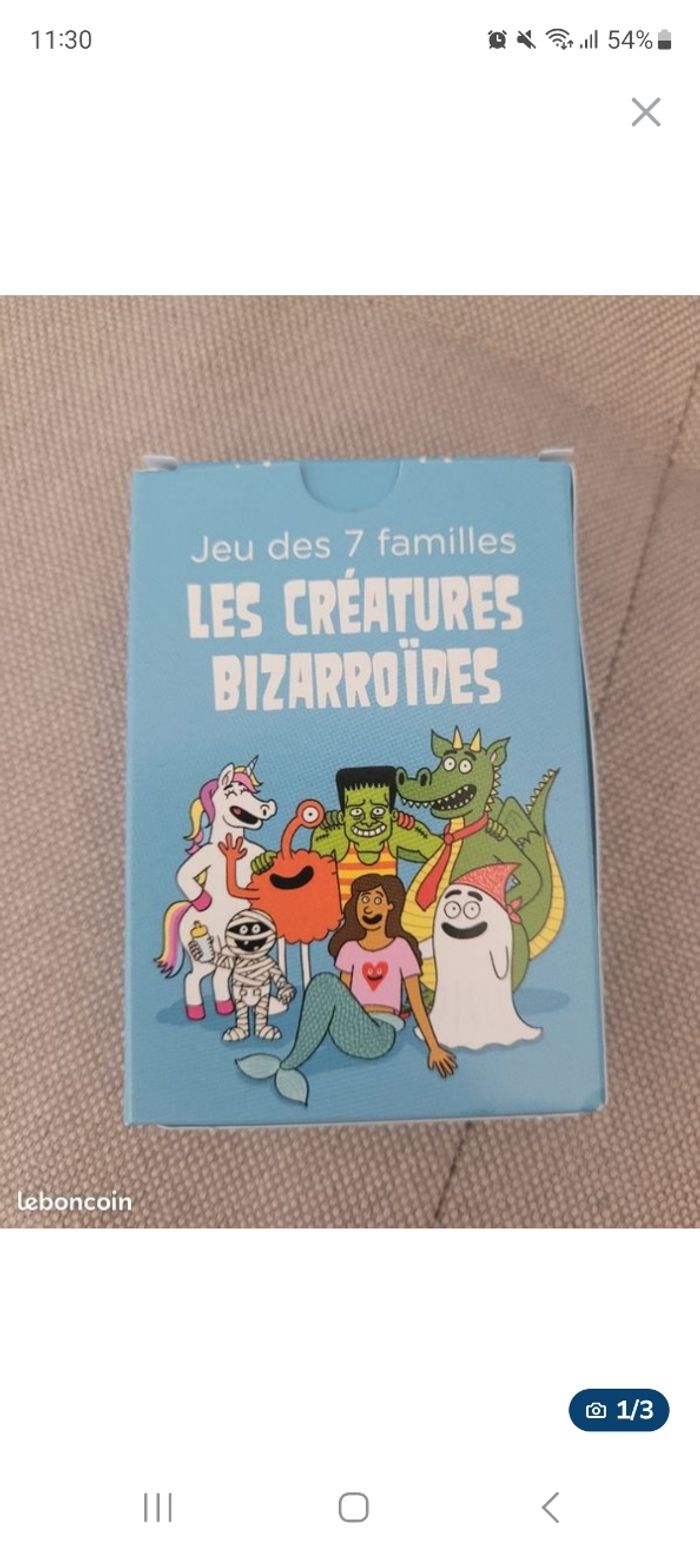 11:30
54%
Jeu des 7 familles
LES CRÉATURES
BIZARROÏDES
leboncoin
1/3